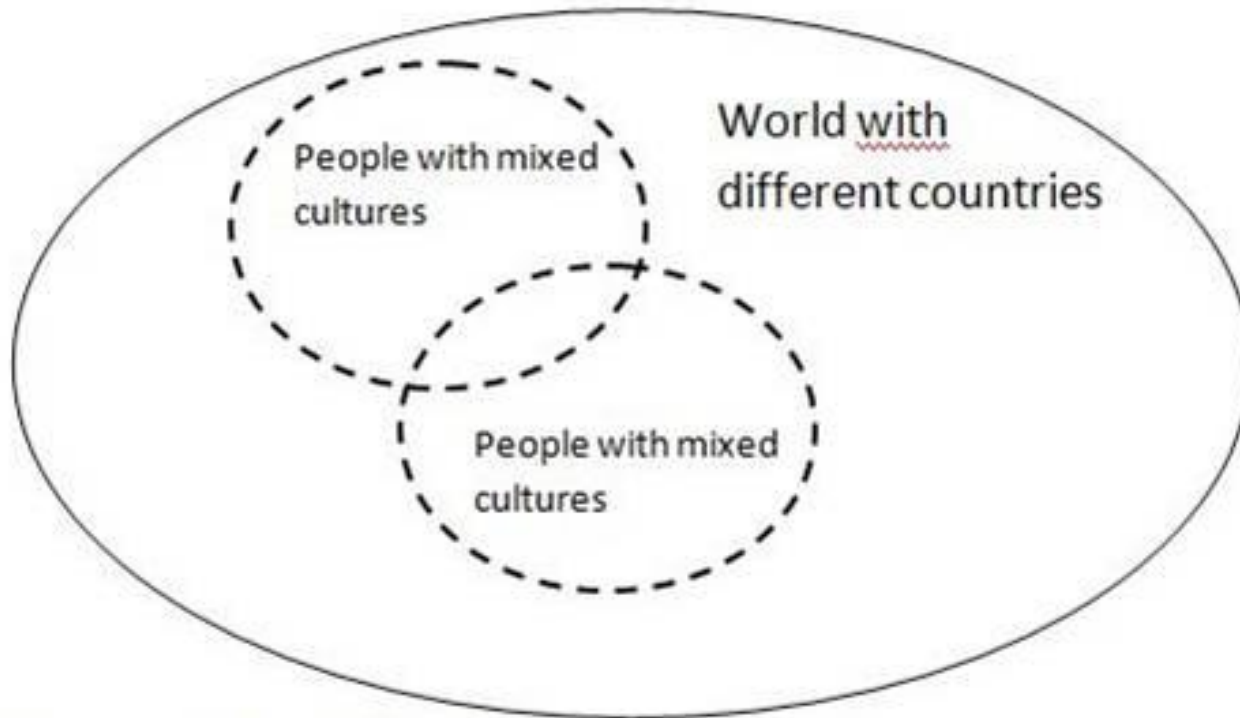 People with mixed
cultures
World with
different countries
People with mixed
cultures